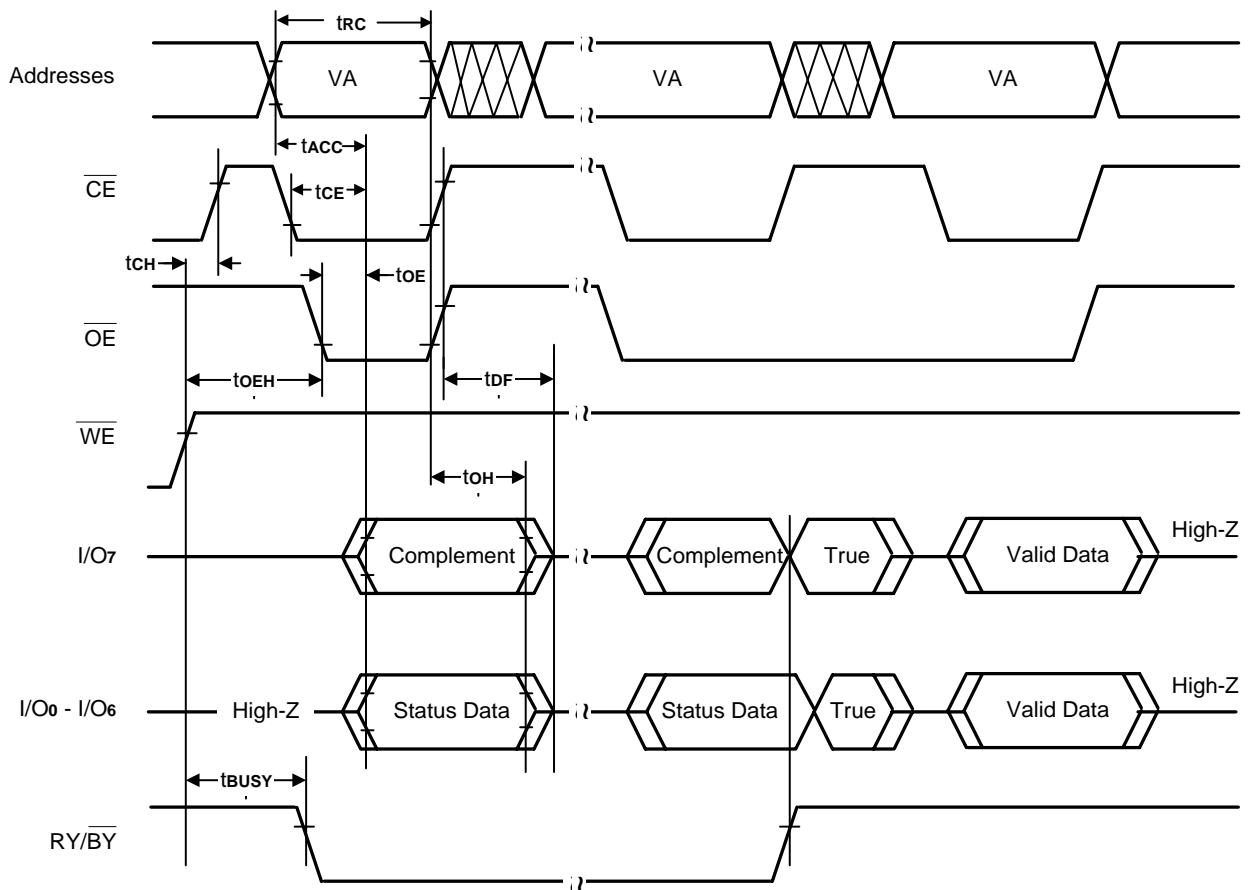 tRC
Addresses VA VA VA
tACC
CE tCE
tCH tOE
OE
tOEH tDF
WE
tOH
I/O7 Complement Complement True Valid Data High-Z
I/O0 - I/O6 High-Z Status Data Status Data True Valid Data High-Z
tBUSY
RY/BY